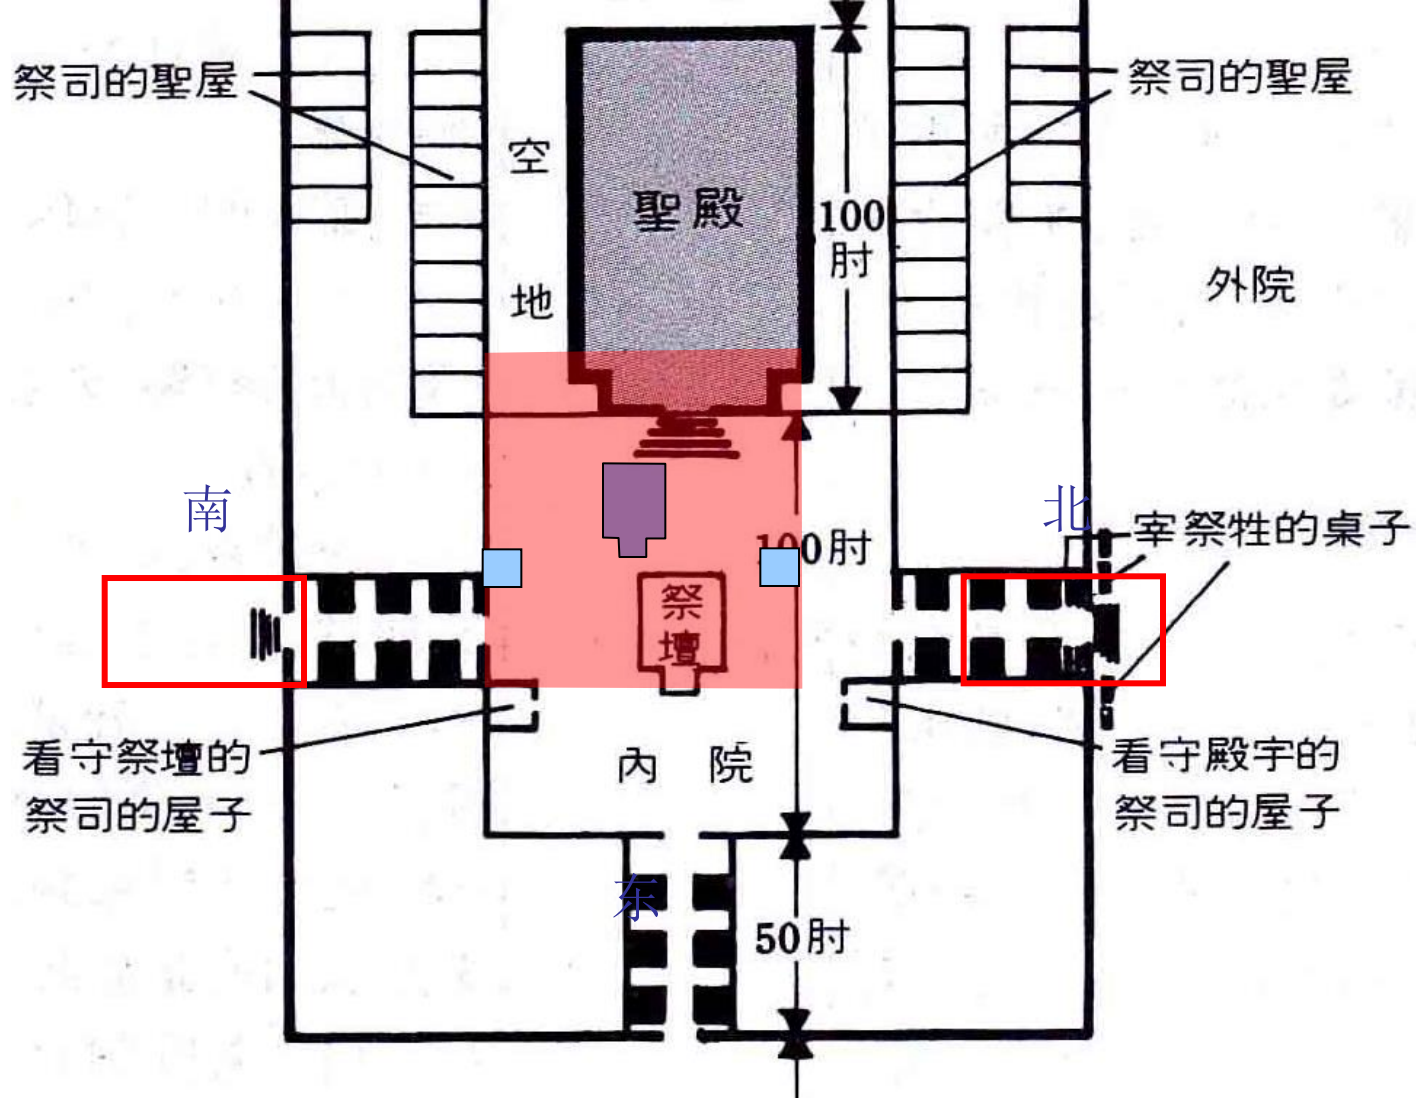 祭司的聖屋
祭司的聖屋
空
地
聖殿
100
肘
外院
南
北
100肘
宰祭牲的桌子
祭
壇
看守祭壇的
祭司的屋子
內院
看守殿宇的
祭司的屋子
东
50肘